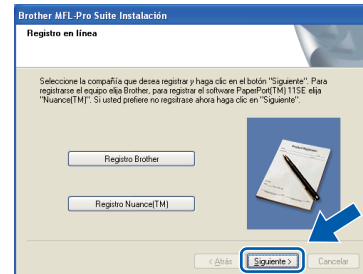 Brother MFL-Pro Suite Instalación
Registro en línea
Seleccione la compañía que desea registrar y haga clic en el botón "Siguiente". Para
registrarse el equipo elija Brother, para registrar el software PaperPort(TM) 11SE elija
"Nuance(TM)". Si usted prefiere no regsitrase ahora haga clic en "Siguiente".
Registro Brother
Registro Nuance(TM)
< Atrás
Siguiente >
Cancelar